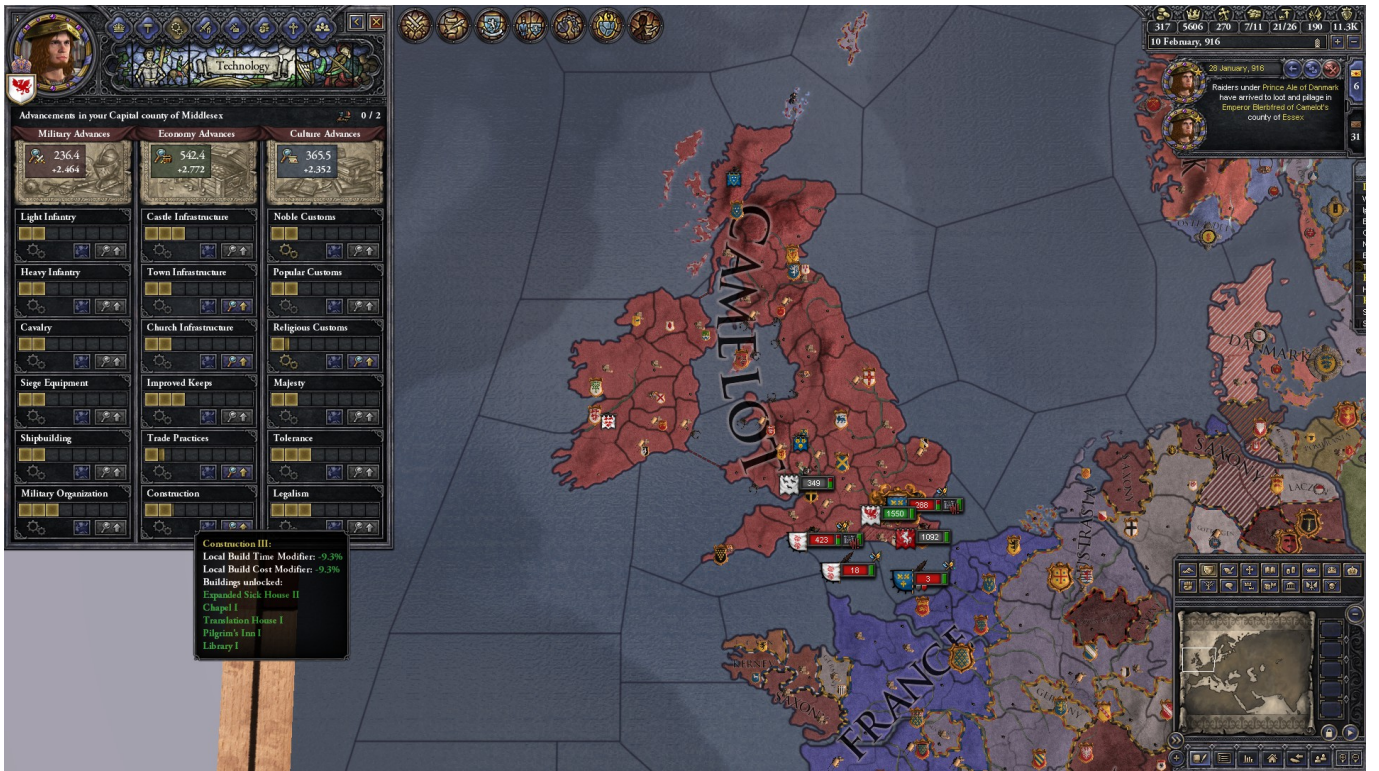 317 5606 270 7/11 21/26 190 11.3K
10 February, 916
28 January, 916
Raiders under Prince Ale of Danmark
have arrived to loot and pillage in
Emperor Blerbfred of Camelot's
county of Essex
6
31
Technology
Advancements in your Capital county of Middlesex
0 / 2
Military Advances Economy Advances Culture Advances
236.4 542.4 365.5
+2.464 +2.772 +2.352
Light Infantry Castle Infrastructure Noble Customs
Heavy Infantry Town Infrastructure Popular Customs
Cavalry Church Infrastructure Religious Customs
Siege Equipment Improved Keeps Majesty
Shipbuilding Trade Practices Tolerance
Military Organization Construction Legalism
Construction III:
Local Build Time Modifier: -9.3%
Local Build Cost Modifier: -9.3%
Buildings unlocked:
Expanded Sick House II
Chapel I
Translation House I
Pilgrim's Inn I
Library I
CAMELOT
DANMARK
SAXONY
FRANCE
349
288
1550
423
1092
18
3